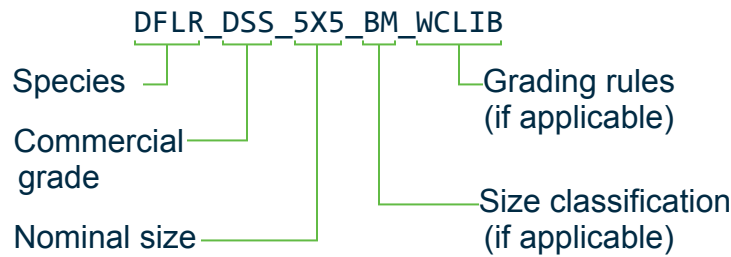 DFLR_DSS_5X5_BM_WCLIB
Species
Grading rules
(if applicable)
Commercial
grade
Size classification
(if applicable)
Nominal size